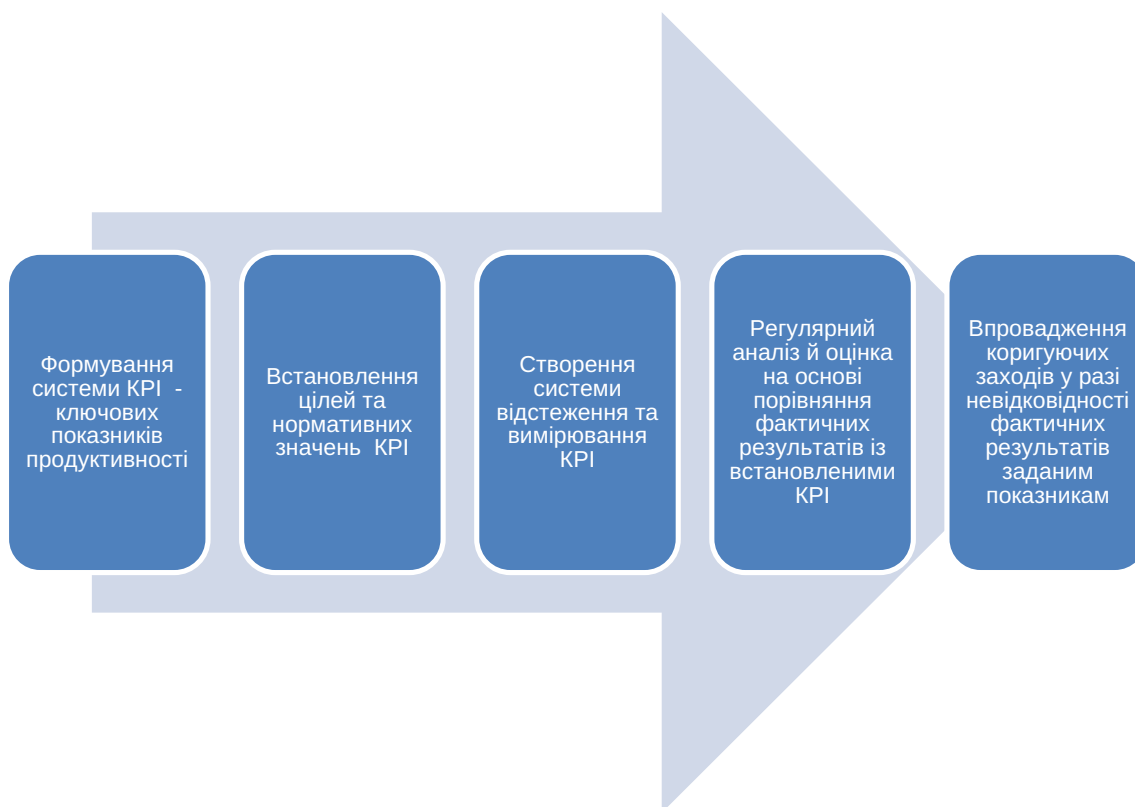 Формування
системи КРІ  -
ключових
показників
продуктивності
Встановлення
цілей та
нормативних
значень  КРІ
Створення
системи
відстеження та
вимірювання
КРІ
Регулярний
аналіз й оцінка
на основі
порівняння
фактичних
результатів із
встановленими
КРІ
Впровадження
коригуючих
заходів у разі
невідковідності
фактичних
результатів
заданим
показникам